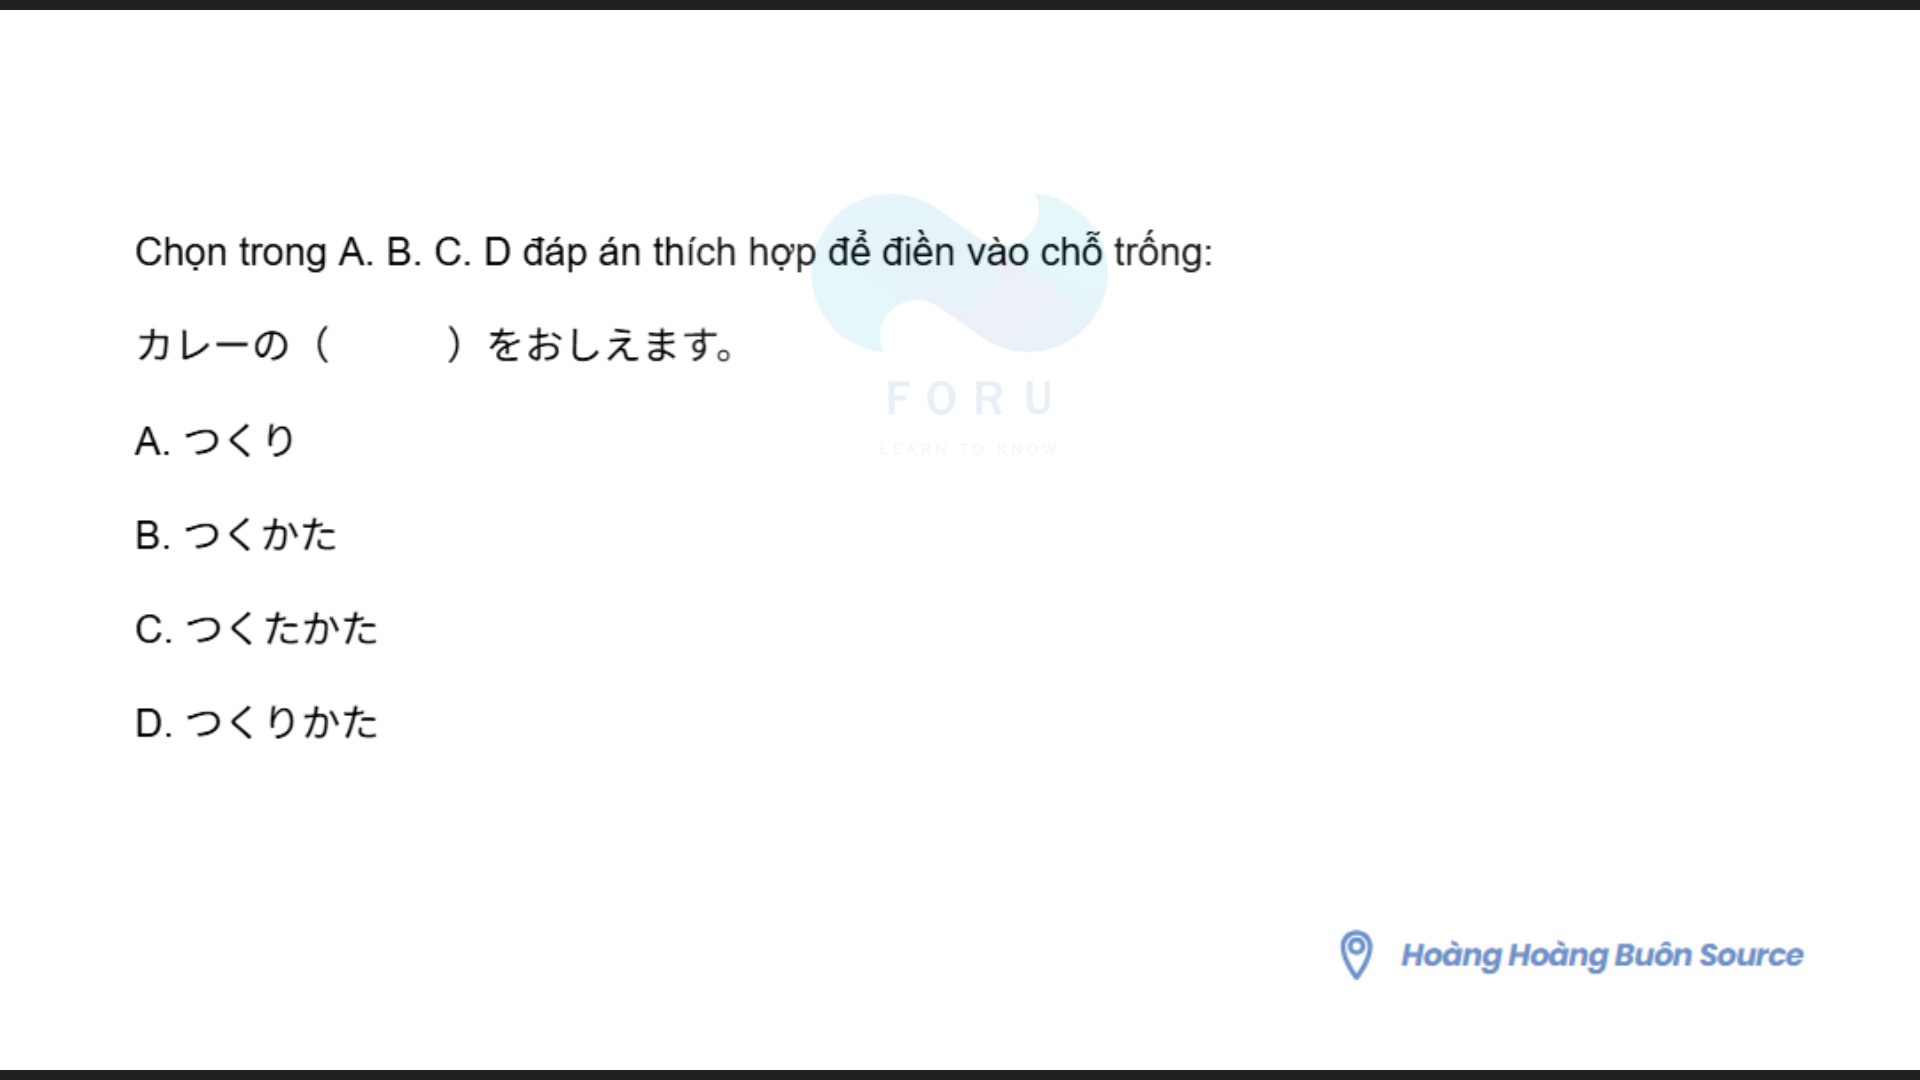 Chọn trong A. B. C. D đáp án thích hợp để điền vào chỗ trống:
カレーの（　　　）をおしえます。
A. つくり
B. つくかた
C. つくたかた
D. つくりかた
FORU
LEARN TO KNOW
Hoàng Hoàng Buôn Source